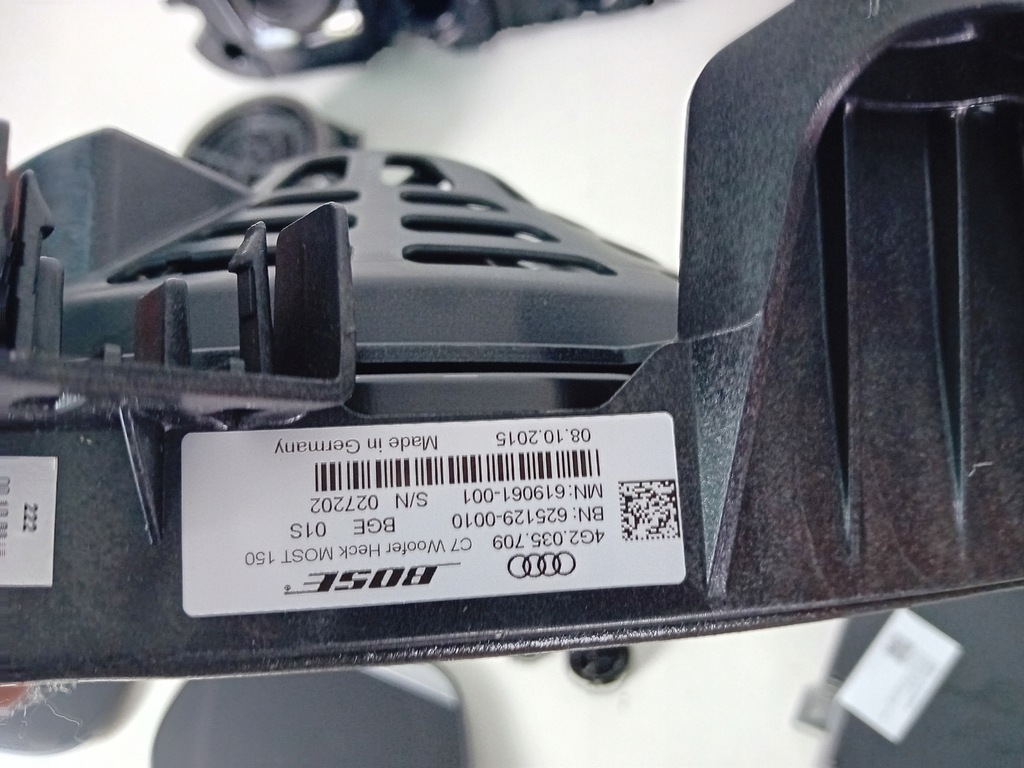 BOSE®
4G2.035.709 C7 Woofer Heck MOST 150
BN: 625129-0010 BGE 01S
MN:619061-001 S/N 027202
08.10.2015 Made in Germany
222